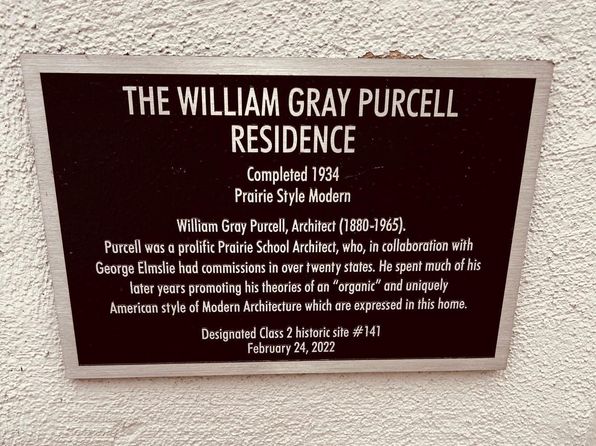 THE WILLIAM GRAY PURCELL
RESIDENCE
Completed 1934
Prairie Style Modern
William Gray Purcell, Architect (1880-1965).
Purcell was a prolific Prairie School Architect, who, in collaboration with
George Elmslie had commissions in over twenty states. He spent much of his
later years promoting his theories of an “organic” and uniquely
American style of Modern Architecture which are expressed in this home.
Designated Class 2 historic site #141
February 24, 2022